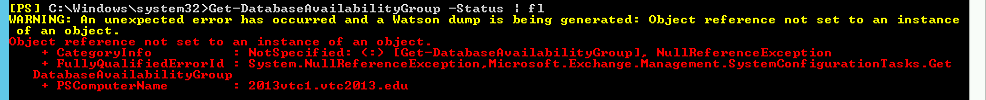 [PS] C:\Windows\system32>Get-DatabaseAvailabilityGroup -Status | fl
WARNING: An unexpected error has occurred and a Watson dump is being generated: Object reference not set to an instance
 of an object.
Object reference not set to an instance of an object.
    + CategoryInfo          : NotSpecified: (:) [Get-DatabaseAvailabilityGroup], NullReferenceException
    + FullyQualifiedErrorId : System.NullReferenceException,Microsoft.Exchange.Management.SystemConfigurationTasks.Get
   DatabaseAvailabilityGroup
    + PSComputerName        : 2013vtc1.vtc2013.edu